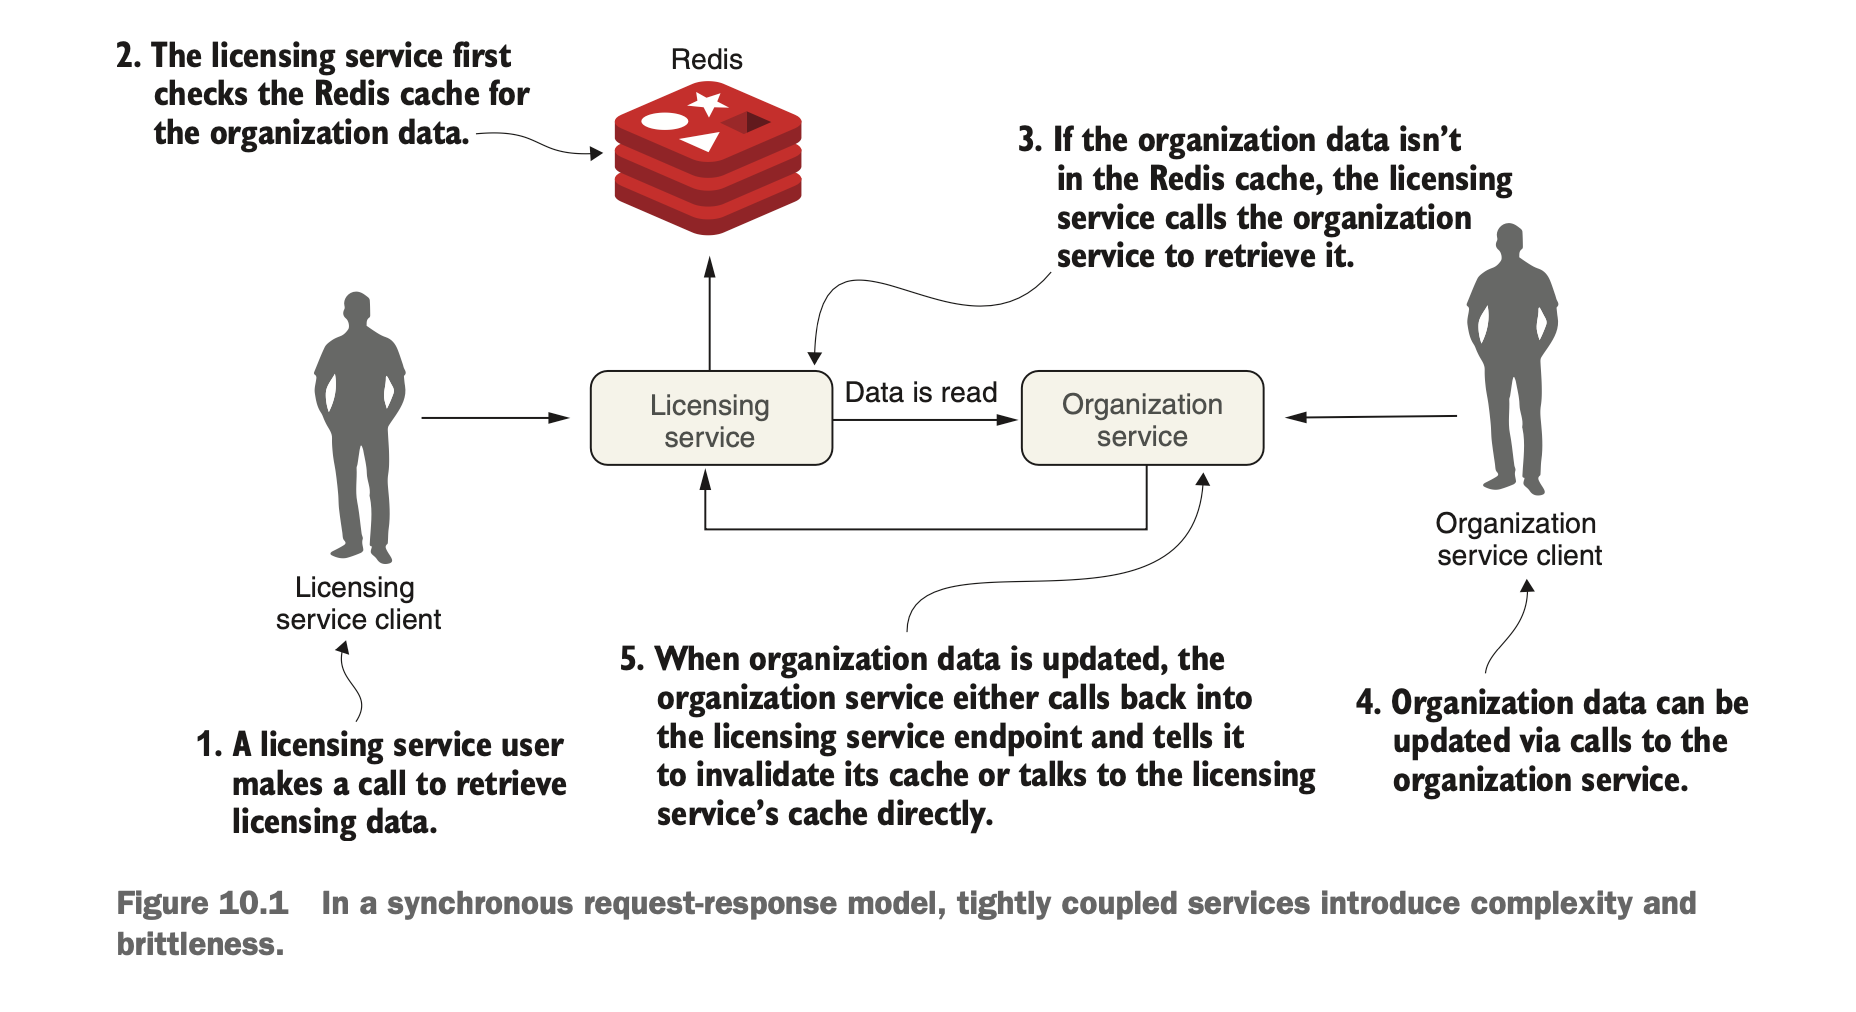 2. The licensing service first
checks the Redis cache for
the organization data.
Redis
3. If the organization data isn't
in the Redis cache, the licensing
service calls the organization
service to retrieve it.
Licensing
service
Data is read
Organization
service
Licensing
service client
Organization
service client
1. A licensing service user
makes a call to retrieve
licensing data.
5. When organization data is updated, the
organization service either calls back into
the licensing service endpoint and tells it
to invalidate its cache or talks to the licensing
service's cache directly.
4. Organization data can be
updated via calls to the
organization service.
Figure 10.1 In a synchronous request-response model, tightly coupled services introduce complexity and
brittleness.